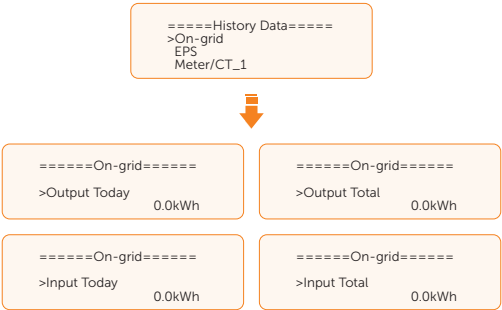 =====History Data=====
>On-grid
EPS
Meter/CT_1
======On-grid======
>Output Today
0.0kWh
======On-grid======
>Output Total
0.0kWh
======On-grid======
>Input Today
0.0kWh
======On-grid======
>Input Total
0.0kWh